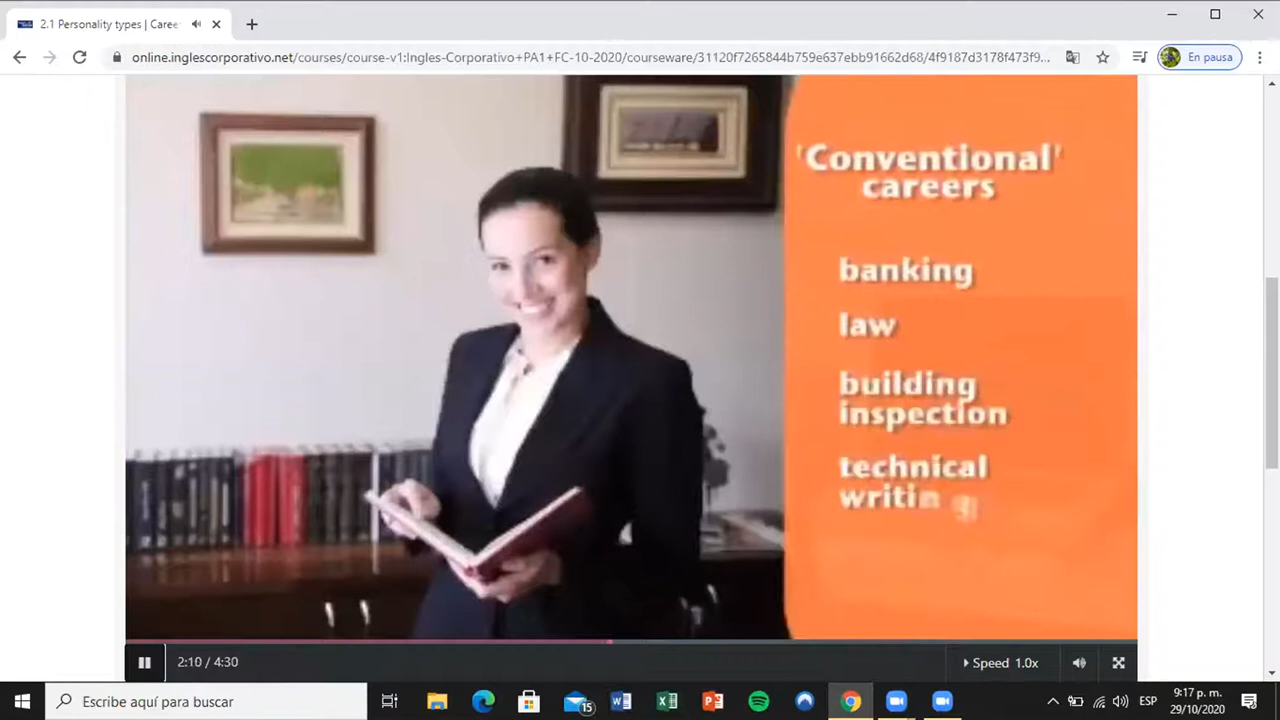 2.1 Personality types | Caree
online.inglescorporativo.net/courses/course-v1:Ingles-Corporativo+PA1+FC-10-2020/courseware/31120f7265844b759e637ebb91662d68/4f9187d3178f473f9...
En pausa
'Conventional'
careers
banking
law
building
inspection
technical
writing
2:10 / 4:30
Speed 1.0x
Escribe aquí para buscar
15
ESP
9:17 p. m.
29/10/2020